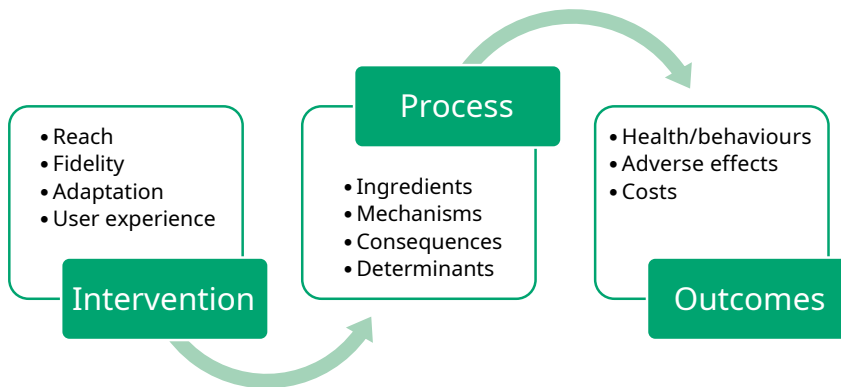 • Reach
• Fidelity
• Adaptation
• User experience
Intervention
Process
• Ingredients
• Mechanisms
• Consequences
• Determinants
• Health/behaviours
• Adverse effects
• Costs
Outcomes